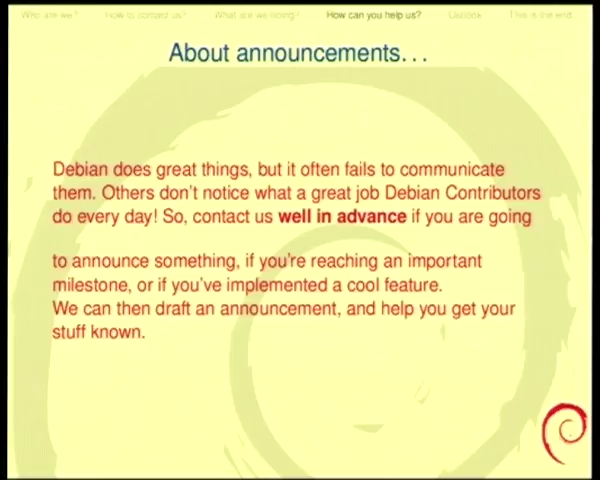 Who are we? How to contact us? What are we doing? How can you help us? Outlook This is the end
About announcements...
Debian does great things, but it often fails to communicate
them. Others don't notice what a great job Debian Contributors
do every day! So, contact us well in advance if you are going
to announce something, if you're reaching an important
milestone, or if you've implemented a cool feature.
We can then draft an announcement, and help you get your
stuff known.